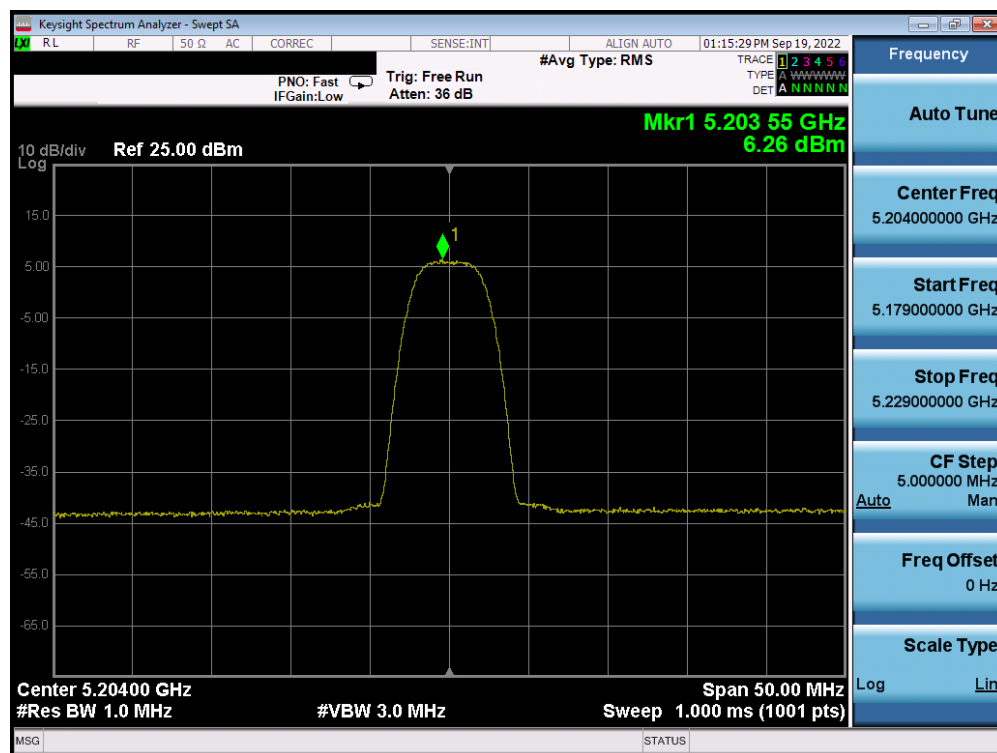 Keysight Spectrum Analyzer - Swept SA
LXI RL RF 50 Ω AC CORREC SENSE:INT ALIGN AUTO 01:15:29 PM Sep 19, 2022
PNO: Fast
IFGain:Low
Trig: Free Run
Atten: 36 dB
#Avg Type: RMS
TRACE 1 2 3 4 5 6
TYPE A WWWWW
DET A N N N N N
Mkr1 5.203 55 GHz
6.26 dBm
10 dB/div Ref 25.00 dBm
Log
15.0
5.00
-5.00
-15.0
-25.0
-35.0
-45.0
-55.0
-65.0
1
Center 5.20400 GHz Span 50.00 MHz
#Res BW 1.0 MHz #VBW 3.0 MHz Sweep 1.000 ms (1001 pts)
MSG STATUS
Frequency
Auto Tune
Center Freq
5.204000000 GHz
Start Freq
5.179000000 GHz
Stop Freq
5.229000000 GHz
CF Step
5.000000 MHz
Auto Man
Freq Offset
0 Hz
Scale Type
Log Lin